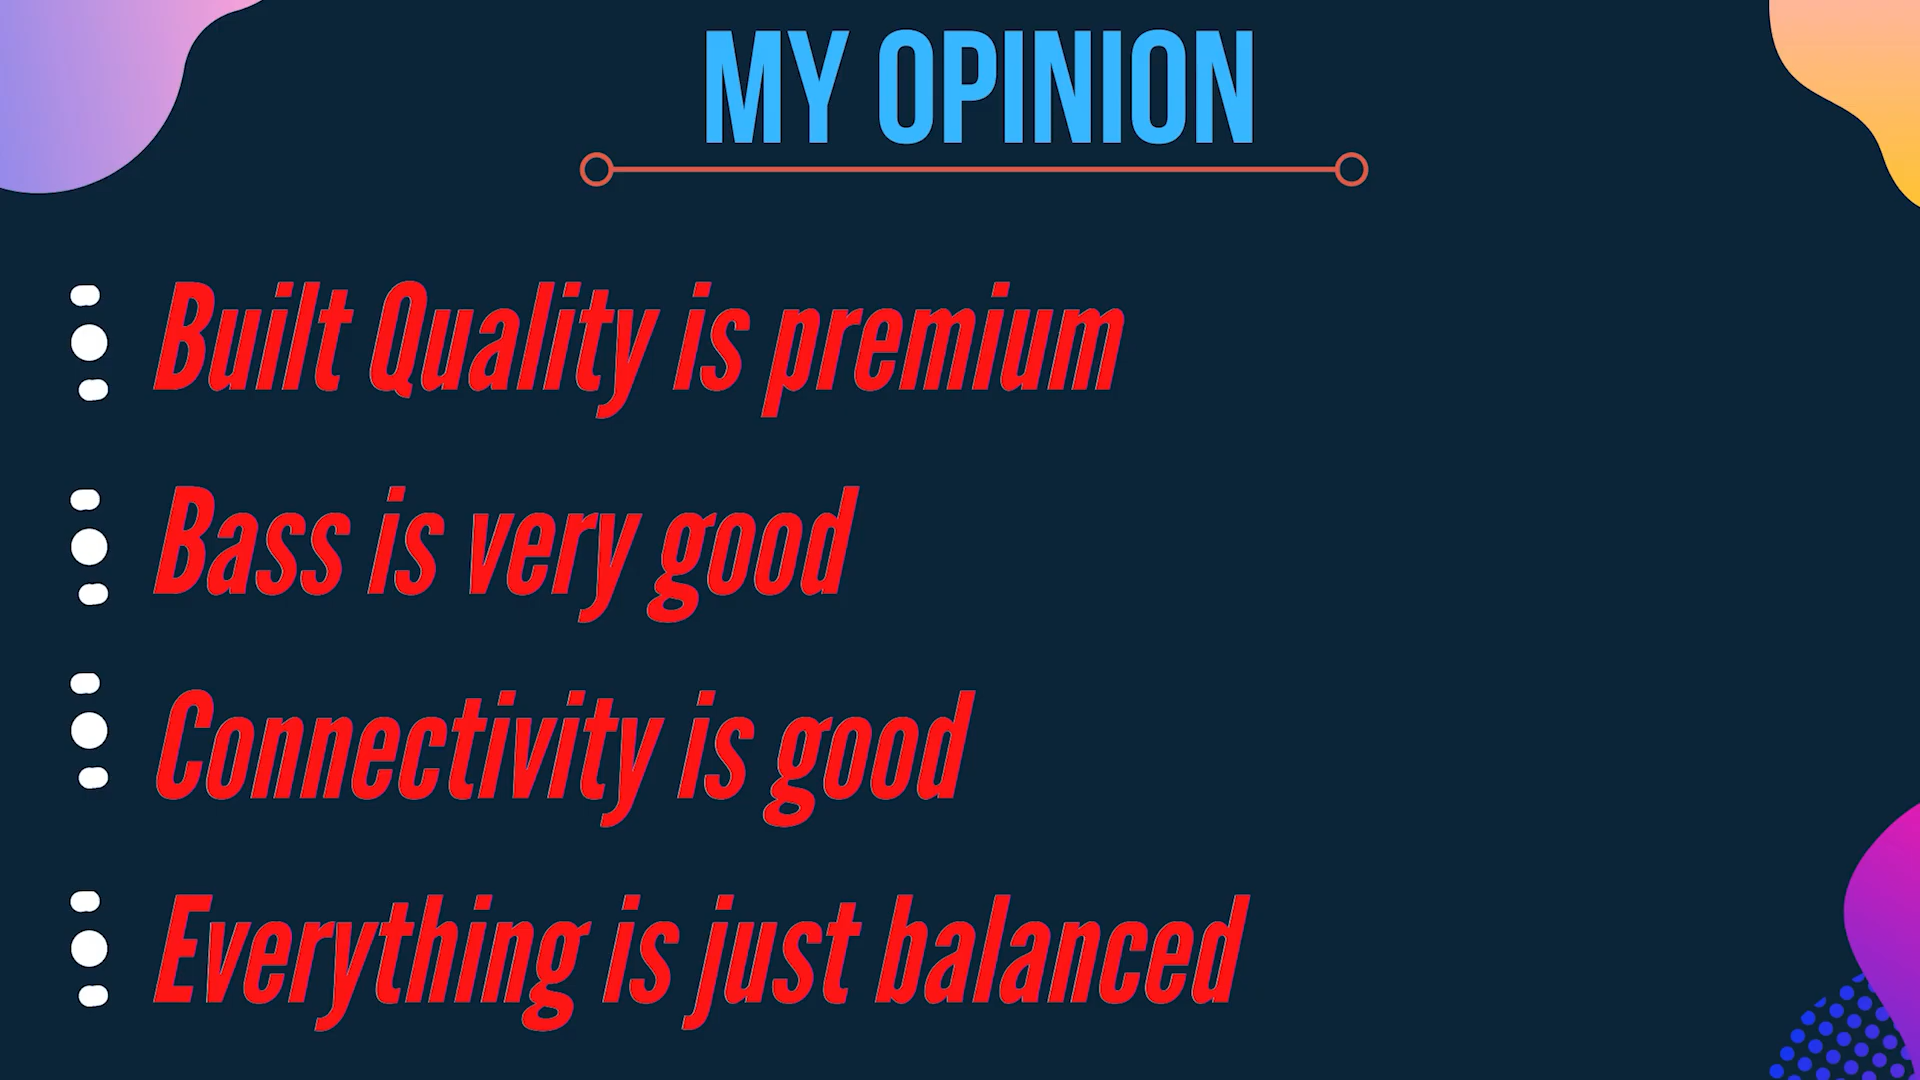 MY OPINION
Built Quality is premium
Bass is very good
Connectivity is good
Everything is just balanced